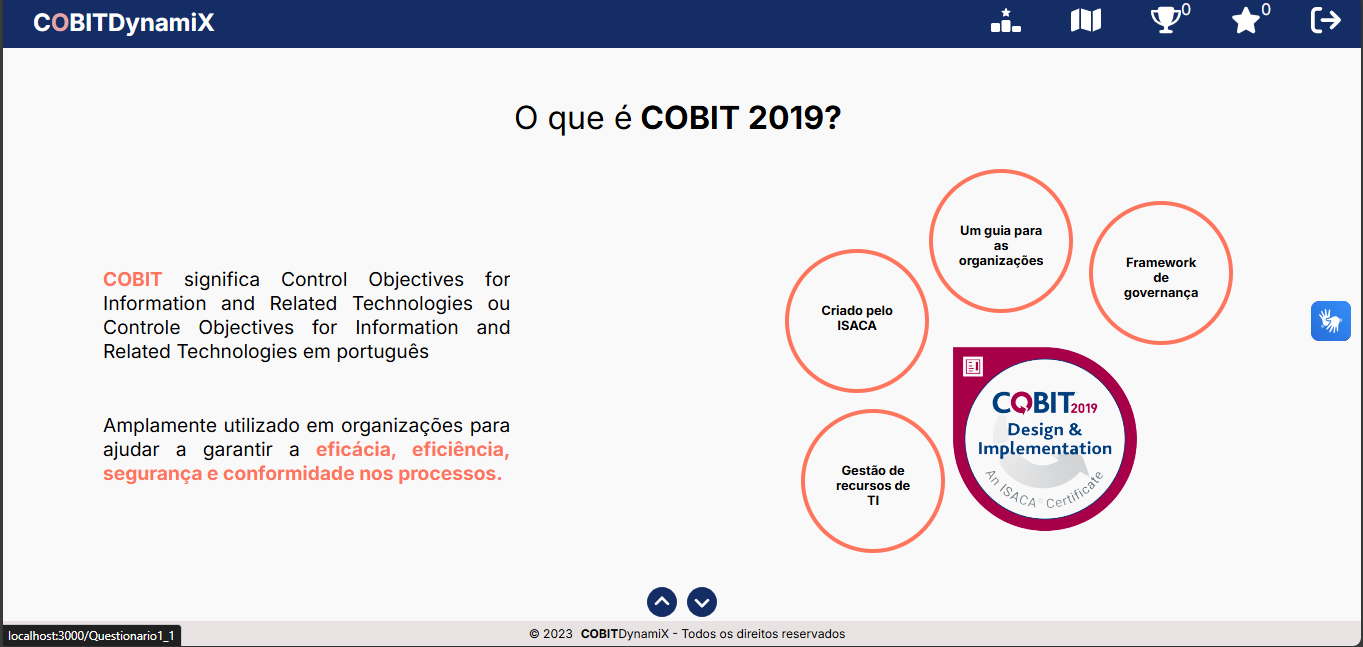 COBITDynamiX
0
0
O que é COBIT 2019?
COBIT significa Control Objectives for
Information and Related Technologies ou
Controle Objectives for Information and
Related Technologies em português
Amplamente utilizado em organizações para
ajudar a garantir a eficácia, eficiência,
segurança e conformidade nos processos.
Um guia para
as
organizações
Framework
de
governança
Criado pelo
ISACA
Gestão de
recursos de
TI
COBIT2019
Design &
Implementation
An ISACA® Certificate
localhost:3000/Questionario1_1
© 2023 COBITDynamiX - Todos os direitos reservados